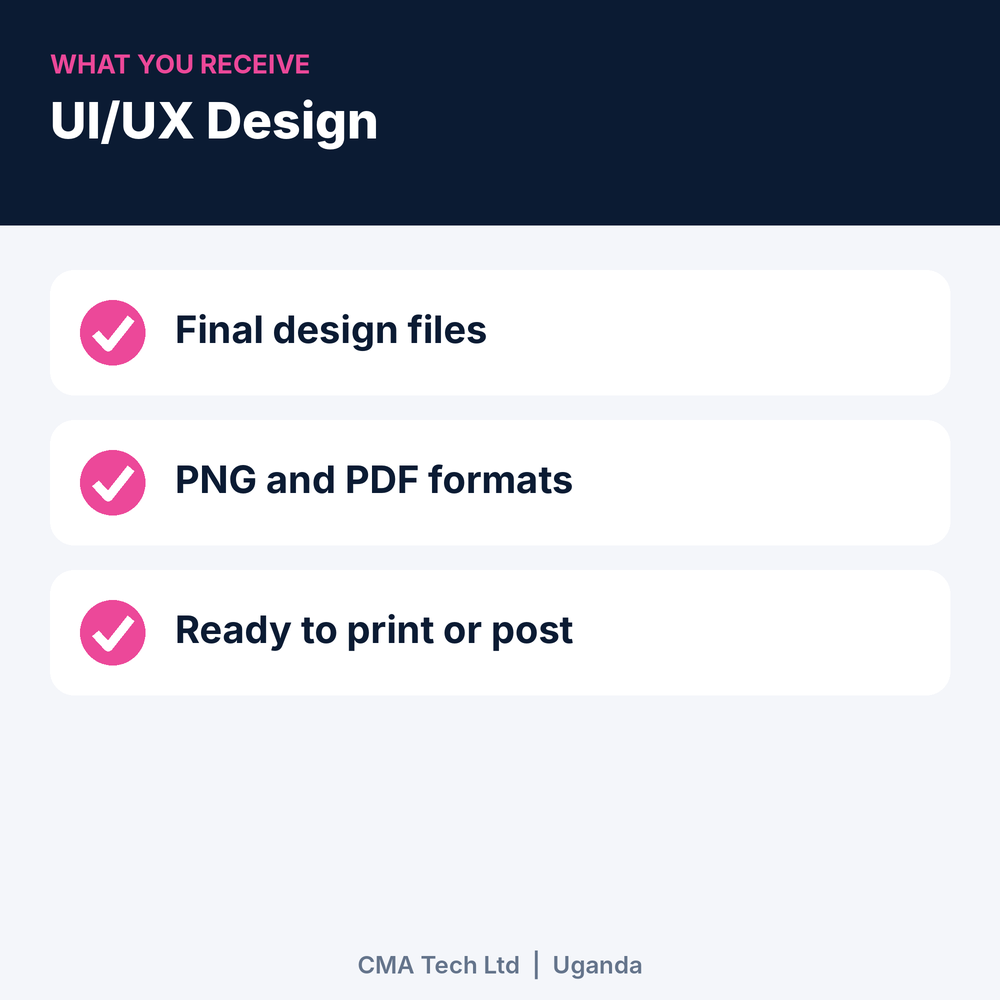 WHAT YOU RECEIVE
UI/UX Design
Final design files
PNG and PDF formats
Ready to print or post
CMA Tech Ltd | Uganda